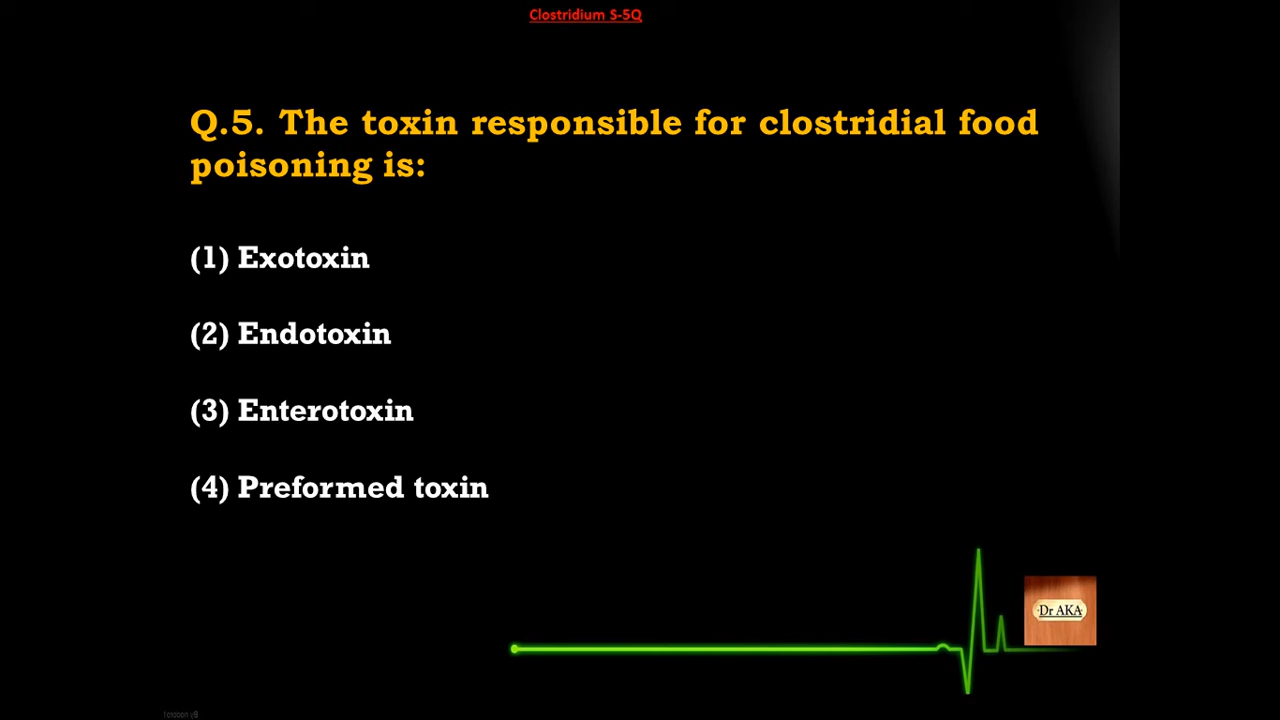 Clostridium S-5Q
Q.5. The toxin responsible for clostridial food
poisoning is:
(1) Exotoxin
(2) Endotoxin
(3) Enterotoxin
(4) Preformed toxin
Dr AKA